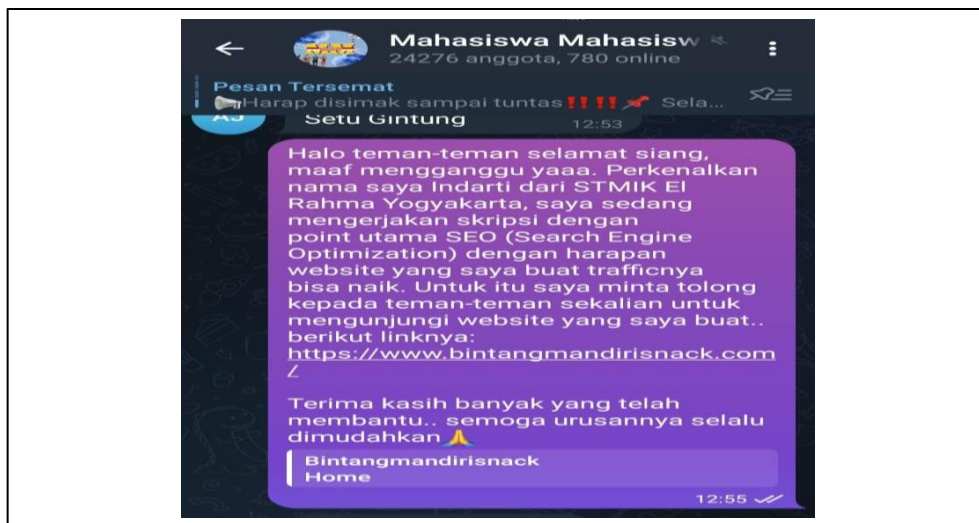 Mahasiswa Mahasisw
24276 anggota, 780 online
Pesan Tersemat
Harap disimak sampai tuntas‼️‼️📌 Sela...
AJ
Setu Gintung
12:53
Halo teman-teman selamat siang,
maaf mengganggu yaaa. Perkenalkan
nama saya Indarti dari STMIK El
Rahma Yogyakarta, saya sedang
mengerjakan skripsi dengan
point utama SEO (Search Engine
Optimization) dengan harapan
website yang saya buat trafficnya
bisa naik. Untuk itu saya minta tolong
kepada teman-teman sekalian untuk
mengunjungi website yang saya buat..
berikut linknya:
https://www.bintangmandirisnack.com
/
Terima kasih banyak yang telah
membantu.. semoga urusannya selalu
dimudahkan🙏
Bintangmandirisnack
Home
12:55